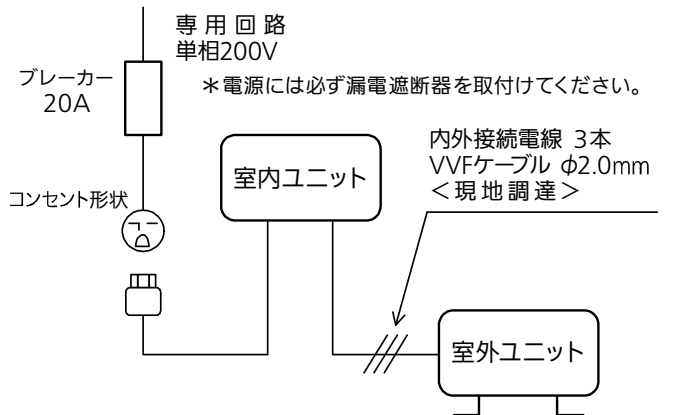 専用回路
単相200V
ブレーカー
20A
＊電源には必ず漏電遮断器を取付けてください。
内外接続電線 3本
VVFケーブル φ2.0mm
＜現地調達＞
室内ユニット
コンセント形状
室外ユニット